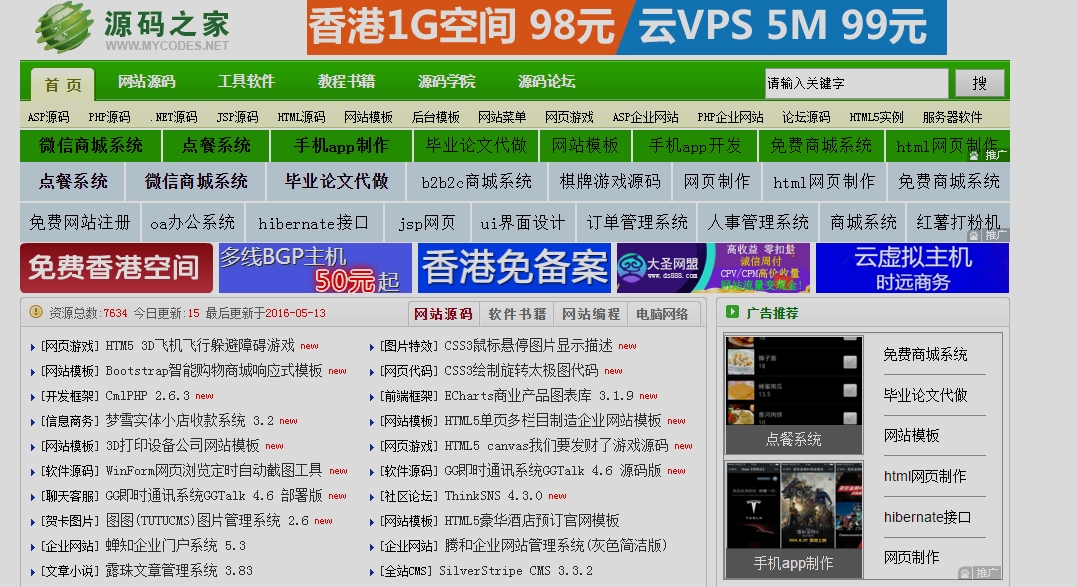 源码之家
WWW.MYCODES.NET
香港1G空间 98元 云VPS 5M 99元
首 页 网站源码 工具软件 教程书籍 源码学院 源码论坛 请输入关键字 搜
ASP源码 PHP源码 .NET源码 JSP源码 HTML源码 网站模板 后台模板 网站菜单 网页游戏 ASP企业网站 PHP企业网站 论坛源码 HTML5实例 服务器软件
微信商城系统 点餐系统 手机app制作 毕业论文代做 网站模板 手机app开发 免费商城系统 html网页制作
推广
点餐系统 微信商城系统 毕业论文代做 b2b2c商城系统 棋牌游戏源码 网页制作 html网页制作 免费商城系统
免费网站注册 oa办公系统 hibernate接口 jsp网页 ui界面设计 订单管理系统 人事管理系统 商城系统 红薯打粉机
推广
免费香港空间 多线BGP主机 50元起 香港免备案 大圣网盟 www.ds888.com 高收益 零扣量 诚信周付 CPV/CPM高价收量 网站流量变现金! 云虚拟主机 时远商务
资源总数:7634 今日更新:15 最后更新于2016-05-13 网站源码 软件书籍 网站编程 电脑网络
[网页游戏] HTM5 3D飞机飞行躲避障碍游戏 new
[网站模板] Bootstrap智能购物商城响应式模板 new
[开发框架] CmlPHP 2.6.3 new
[信息商务] 梦雪实体小店收款系统 3.2 new
[网站模板] 3D打印设备公司网站模板 new
[软件源码] WinForm网页浏览定时自动截图工具 new
[聊天客服] GG即时通讯系统GGTalk 4.6 部署版 new
[贺卡图片] 图图(TUTUCMS)图片管理系统 2.6 new
[企业网站] 蝉知企业门户系统 5.3
[文章小说] 露珠文章管理系统 3.83
[图片特效] CSS3鼠标悬停图片显示描述 new
[网页代码] CSS3绘制旋转太极图代码 new
[前端框架] ECharts商业产品图表库 3.1.9 new
[网站模板] HTML5单页多栏目制造企业网站模板 new
[网页游戏] HTML5 canvas我们要发财了游戏源码 new
[软件源码] GG即时通讯系统GGTalk 4.6 源码版 new
[社区论坛] ThinkSNS 4.3.0 new
[网站模板] HTML5豪华酒店预订官网模板
[企业网站] 腾和企业网站管理系统(灰色简洁版)
[全站CMS] SilverStripe CMS 3.3.2
广告推荐
点餐系统
手机app制作
免费商城系统
毕业论文代做
网站模板
html网页制作
hibernate接口
网页制作
推广